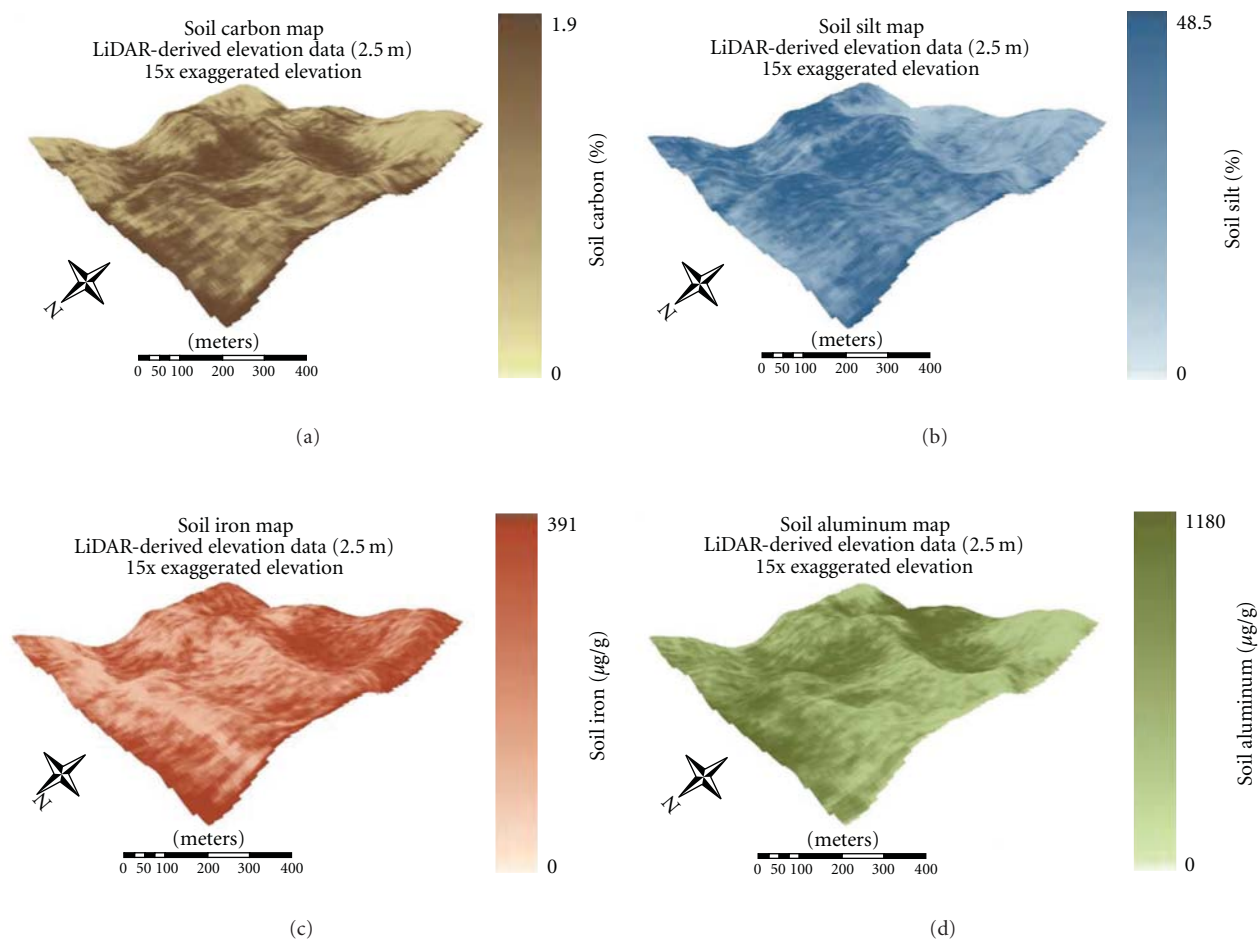 Soil carbon map
LiDAR-derived elevation data (2.5 m)
15x exaggerated elevation
1.9
Soil carbon (%)
0
N
(meters)
0 50 100 200 300 400
(a)
Soil silt map
LiDAR-derived elevation data (2.5 m)
15x exaggerated elevation
48.5
Soil silt (%)
0
N
(meters)
0 50 100 200 300 400
(b)
Soil iron map
LiDAR-derived elevation data (2.5 m)
15x exaggerated elevation
391
Soil iron (μg/g)
0
N
(meters)
0 50 100 200 300 400
(c)
Soil aluminum map
LiDAR-derived elevation data (2.5 m)
15x exaggerated elevation
1180
Soil aluminum (μg/g)
0
N
(meters)
0 50 100 200 300 400
(d)